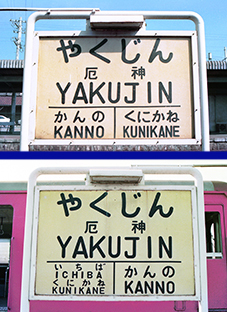 やくじん
厄神
YAKUJIN
かんの くにかね
KANNO KUNIKANE
やくじん
厄神
YAKUJIN
いちば かんの
ICHIBA KANNO
くにかね
KUNIKANE